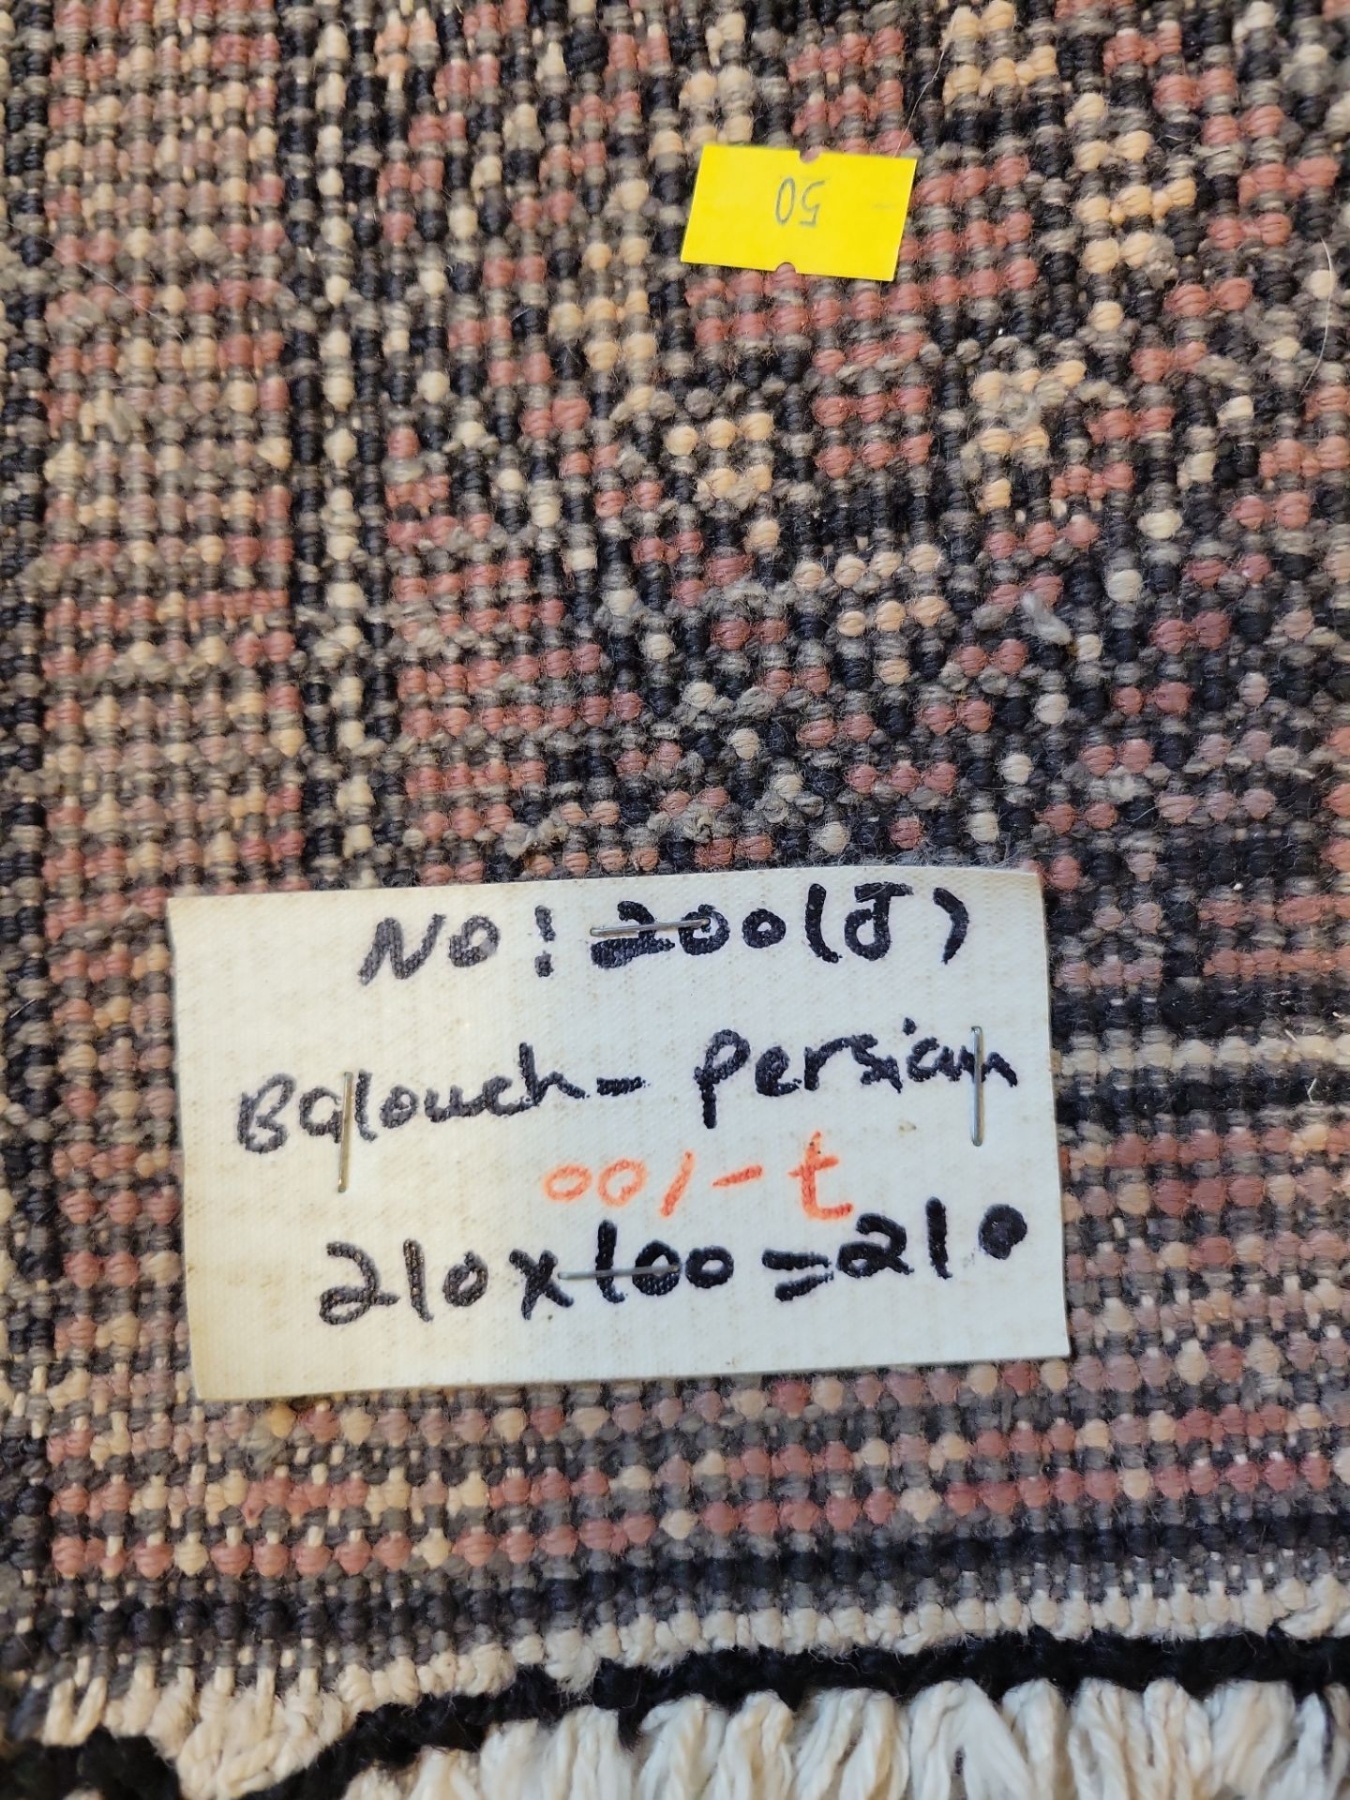 50
NO: 200(J)
Balouch - Persian
001-t
210x100=210